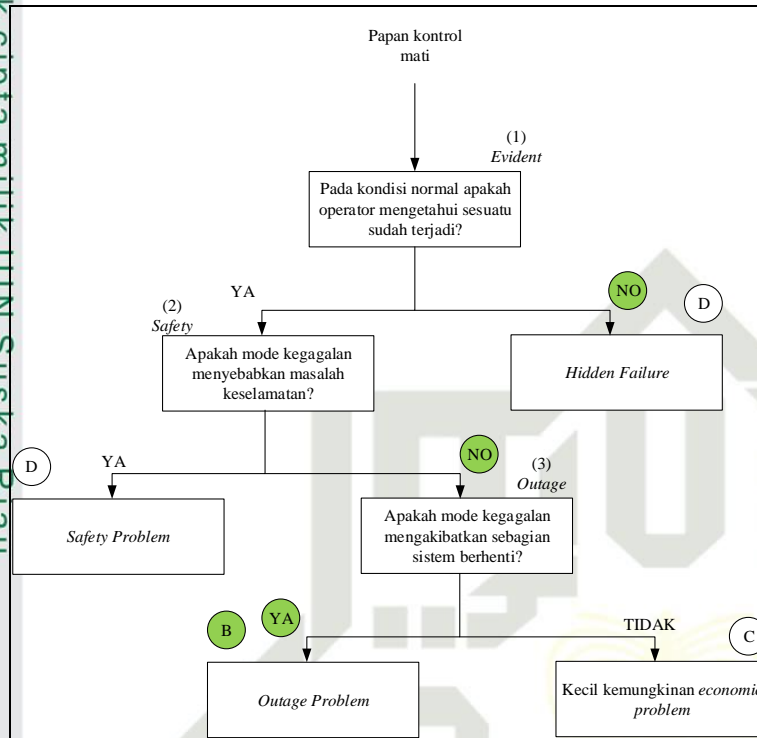 Papan kontrol
mati
(1)
Evident
Pada kondisi normal apakah
operator mengetahui sesuatu
sudah terjadi?
YA
NO
D
(2)
Safety
Apakah mode kegagalan
menyebabkan masalah
keselamatan?
Hidden Failure
D
YA
NO
(3)
Outage
Safety Problem
Apakah mode kegagalan
mengakibatkan sebagian
sistem berhenti?
B
YA
TIDAK
C
Outage Problem
Kecil kemungkinan economic
problem